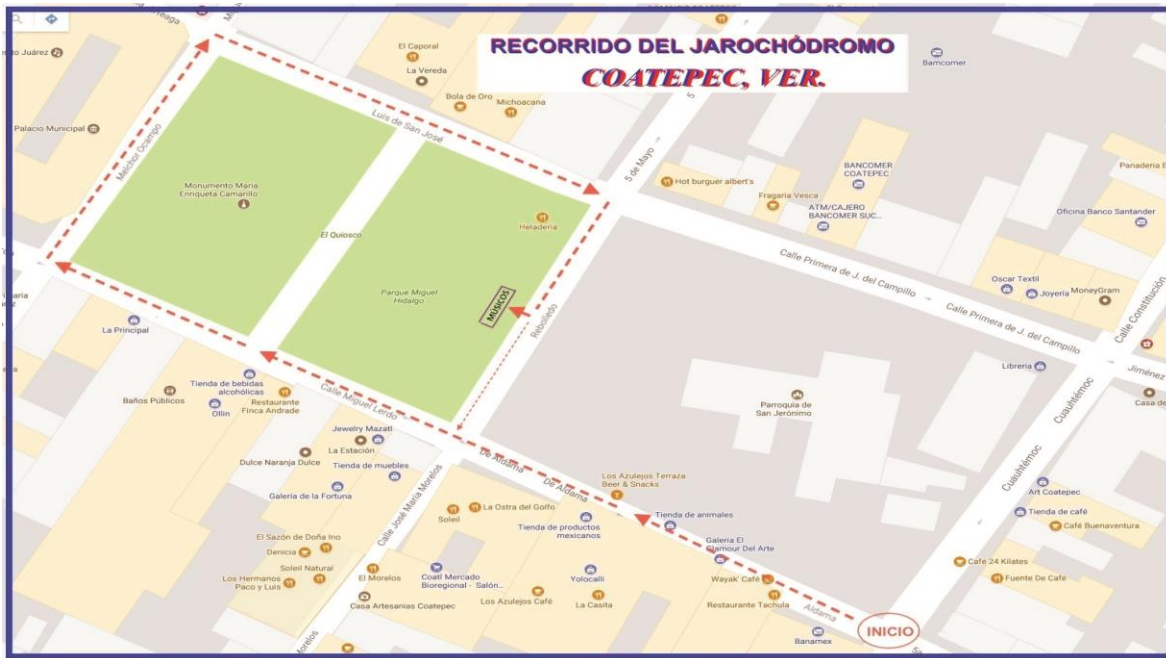 RECORRIDO DEL JAROCHÓDROMO
COATEPEC, VER.
El Caporal
La Vereda
Bola de Oro
Michoacana
Bamcomer
Palacio Municipal
Melchor Ocampo
Luis de San José
5 de Mayo
Monumento María
Enriqueta Camarillo
El Quiosco
Heladería
Parque Miguel
Hidalgo
MÚSICOS
Rebolledo
Hot burguer albert's
Fragaria Vesca
BANCOMER
COATEPEC
ATM/CAJERO
BANCOMER SUC...
Panaderia E
Oficina Banco Santander
Calle Primera de J. del Campillo
Calle Primera de J. del Campillo
Oscar Textil
Joyería
MoneyGram
Calle Constitución
Jiménez
Librería
Casa de
Cuauhtémoc
Cuauhtémoc
Parroquia de
San Jerónimo
La Principal
Baños Públicos
Tienda de bebidas
alcohólicas
Ollin
Restaurante
Finca Andrade
Calle Miguel Lerdo
Jewelry Mazatl
La Estación
Dulce Naranja Dulce
Tienda de muebles
Galería de la Fortuna
Calle José María Morelos
De Aldama
De Aldama
Los Azulejos Terraza
Beer & Snacks
Soleil
La Ostra del Golfo
Tienda de productos
mexicanos
Tienda de animales
Galería El
Glamour Del Arte
Art Coatepec
Tienda de café
Café Buenaventura
Café 24 Kilates
Fuente De Café
El Sazón de Doña Ino
Denicia
Soleil Natural
Los Hermanos
Paco y Luis
El Morelos
Casa Artesanias Coatepec
Coatl Mercado
Bioregional - Salón...
Los Azulejos Café
Yolocalli
La Casita
Wayak' Café
Restaurante Tachula
Aldama
Banamex
INICIO
Morelos